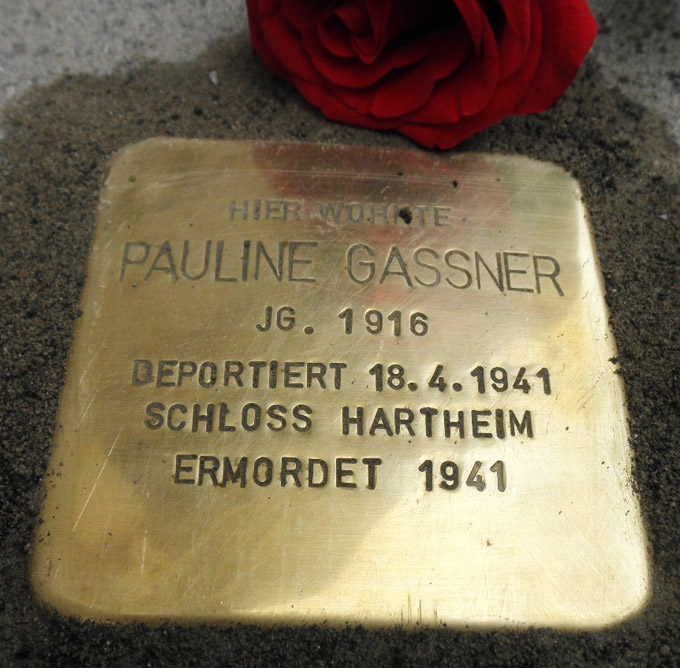 HIER WOHNTE
PAULINE GASSNER
JG. 1916
DEPORTIERT 18.4.1941
SCHLOSS HARTHEIM
ERMORDET 1941